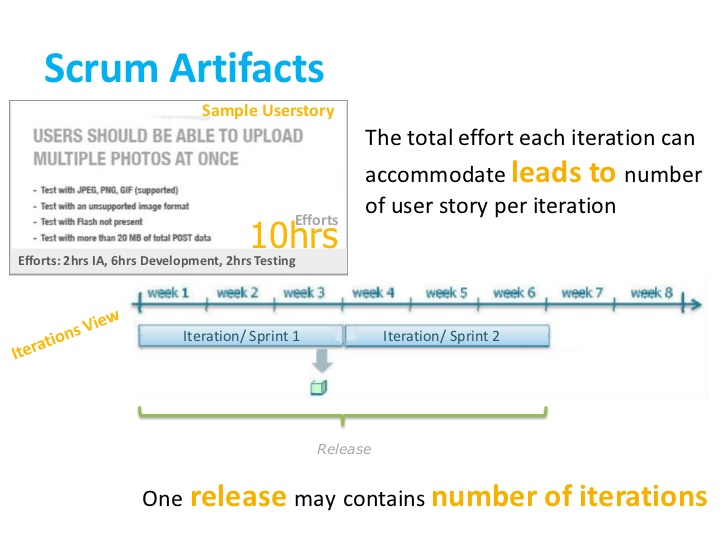 Scrum Artifacts
Sample Userstory
USERS SHOULD BE ABLE TO UPLOAD
MULTIPLE PHOTOS AT ONCE
- Test with JPEG, PNG, GIF (supported)
- Test with an unsupported image format
- Test with Flash not present
- Test with more than 20 MB of total POST data
Efforts
10hrs
Efforts: 2hrs IA, 6hrs Development, 2hrs Testing
The total effort each iteration can
accommodate leads to number
of user story per iteration
Iterations View
week 1 week 2 week 3 week 4 week 5 week 6 week 7 week 8
Iteration/ Sprint 1 Iteration/ Sprint 2
Release
One release may contains number of iterations